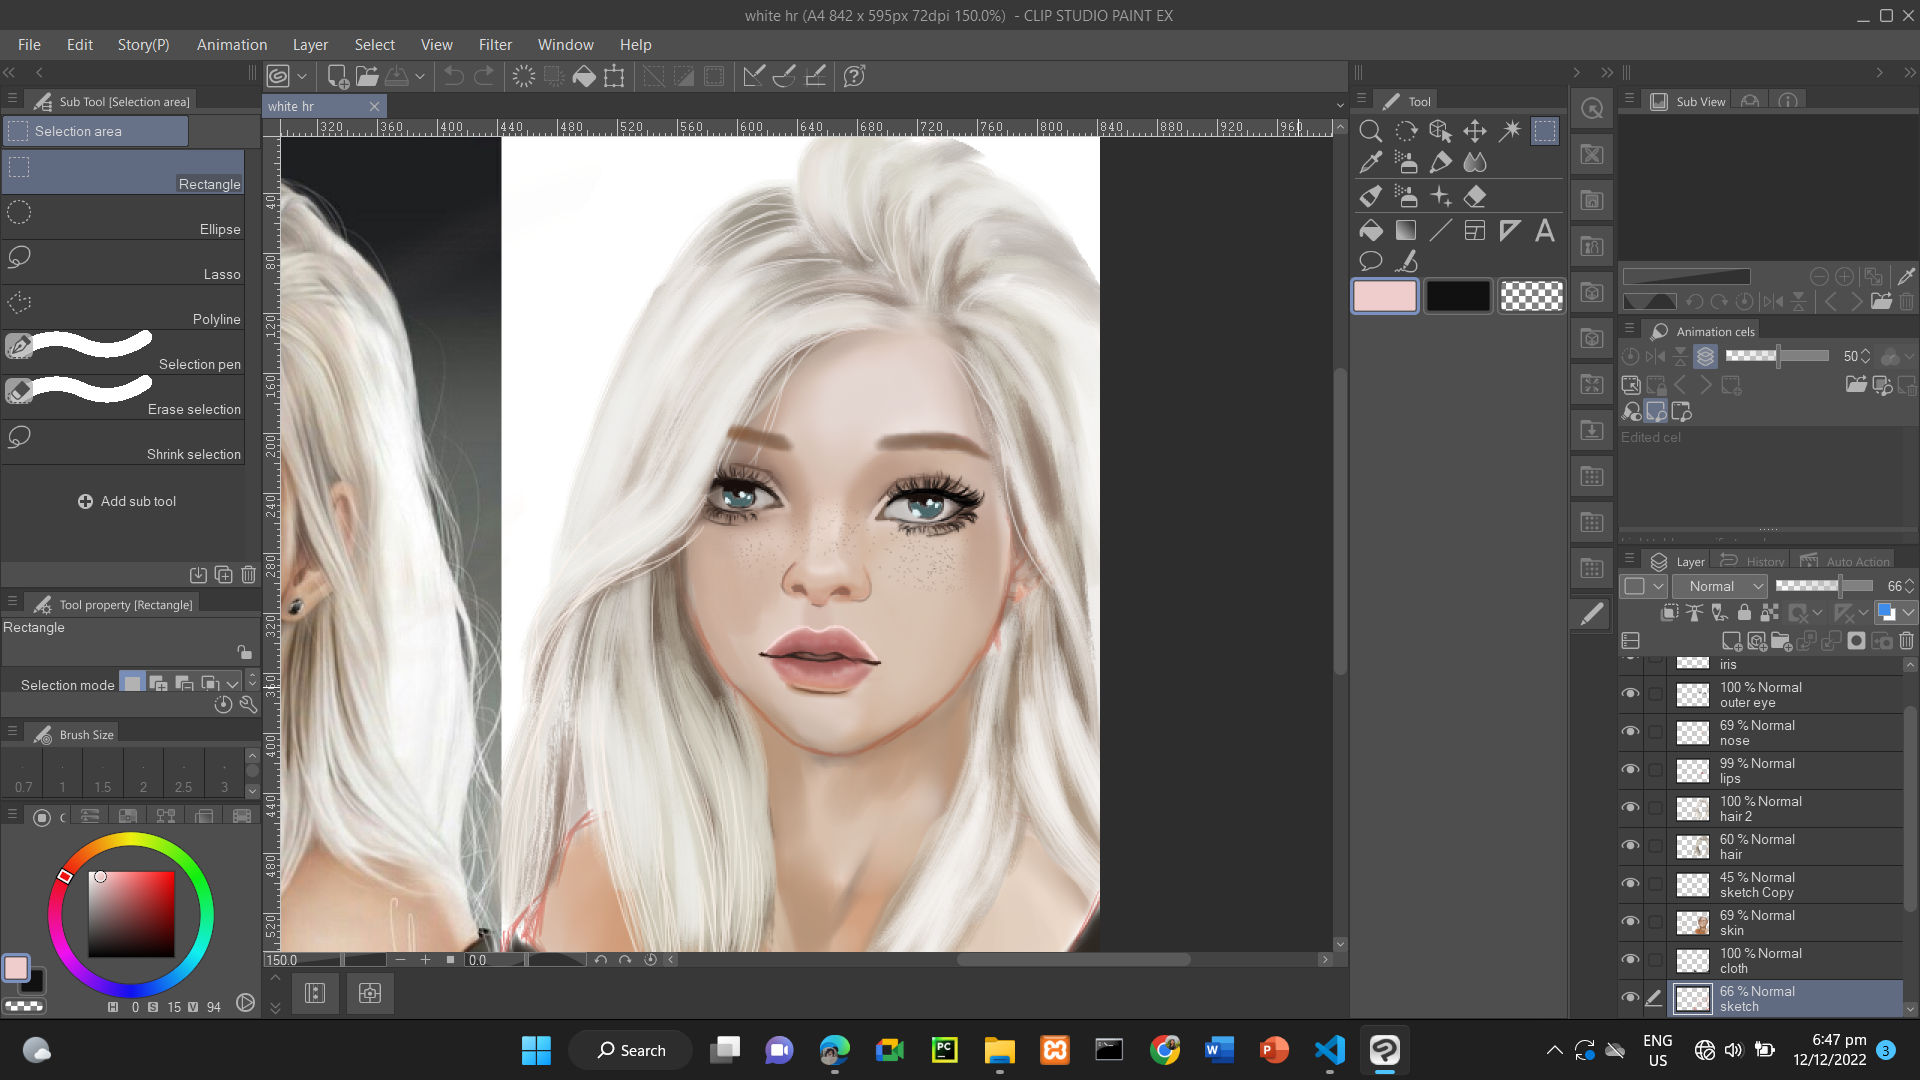 white hr (A4 842 x 595px 72dpi 150.0%) - CLIP STUDIO PAINT EX
File Edit Story(P) Animation Layer Select View Filter Window Help
Sub Tool [Selection area]
Selection area
Rectangle
Ellipse
Lasso
Polyline
Selection pen
Erase selection
Shrink selection
Add sub tool
Tool property [Rectangle]
Rectangle
Selection mode
Brush Size
0.7 1 1.5 2 2.5 3
H 0 S 15 V 94
white hr
320 360 400 440 480 520 560 600 640 680 720 760 800 840 880 920 960
40
80
120
160
200
240
280
320
360
400
440
480
520
150.0
0.0
Tool
A
Sub View
Animation cels
50
Edited cel
Layer History Auto Action
Normal 66
iris
100 % Normal
outer eye
69 % Normal
nose
99 % Normal
lips
100 % Normal
hair 2
60 % Normal
hair
45 % Normal
sketch Copy
69 % Normal
skin
100 % Normal
cloth
66 % Normal
sketch
Search
PC
W
P
ENG
US
6:47 pm
12/12/2022
3